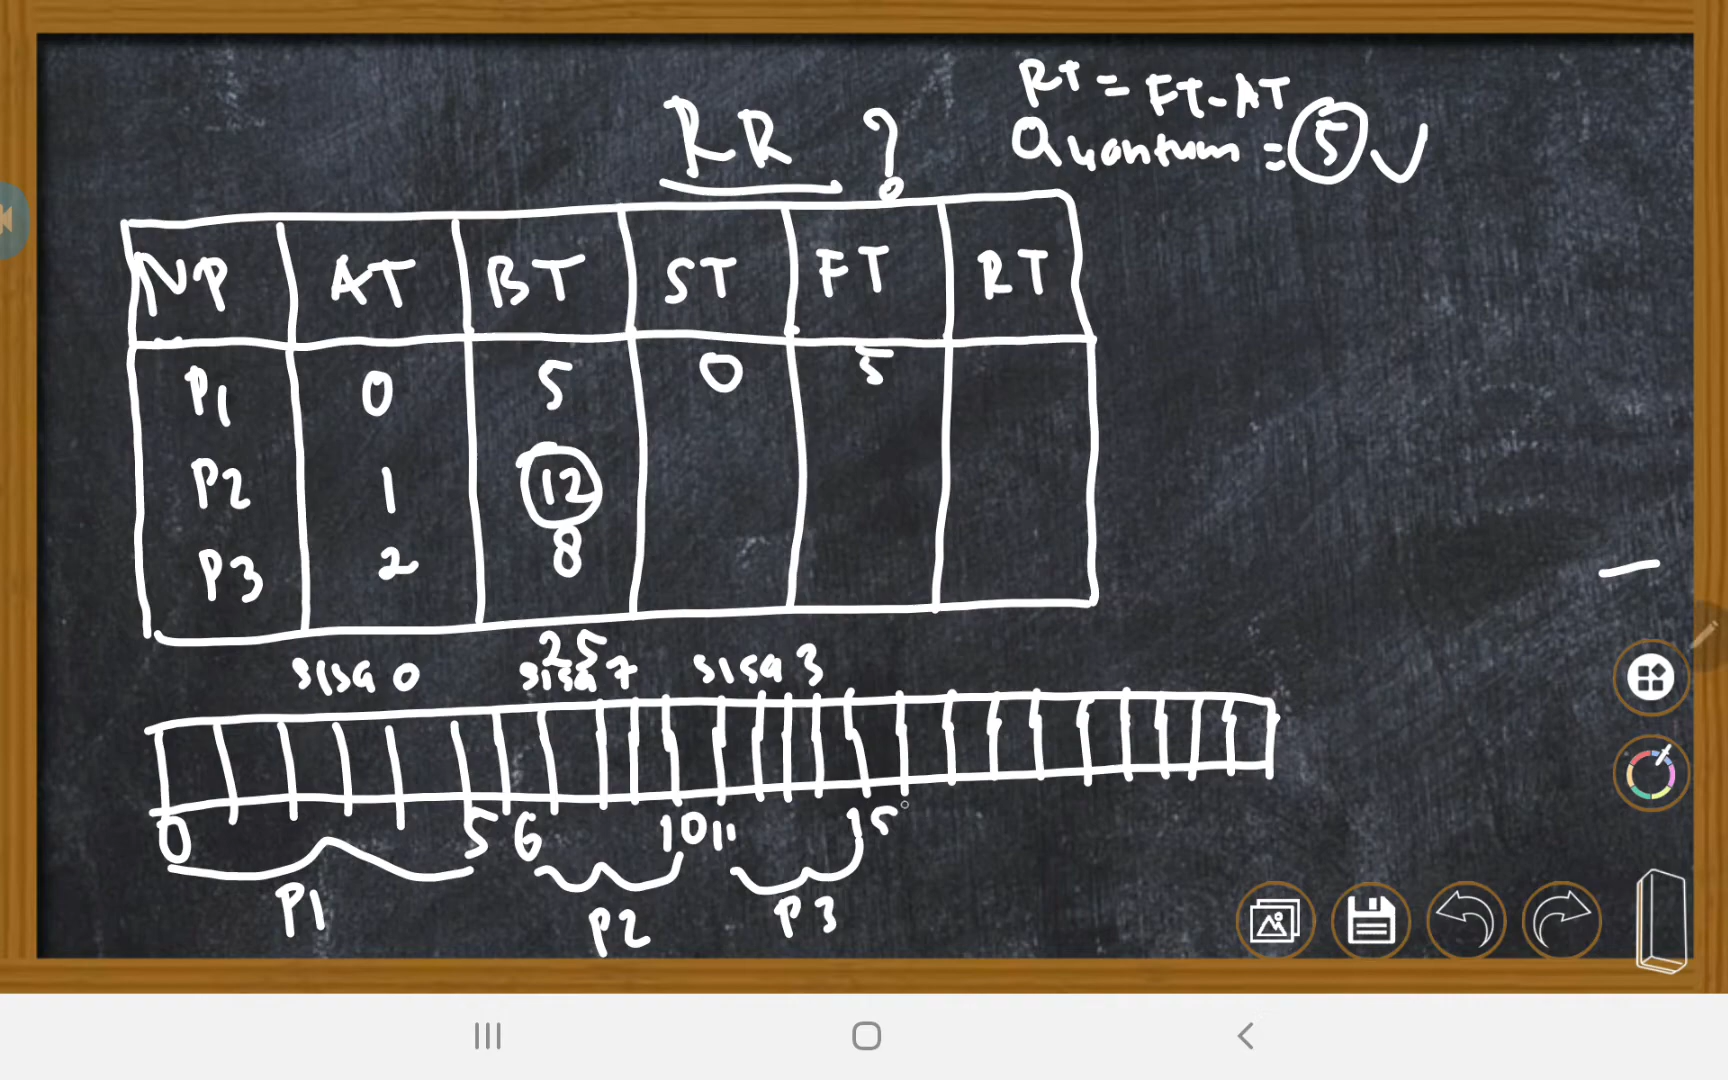 RT = FT-AT
RR ?
Quantum = 5
NP AT BT ST FT RT
P1 0 5 0 5
P2 1 12
P3 2 8
25
sisa 0 sisa 7 sisa 3
0 5 6 10 11 15
P1 P2 P3